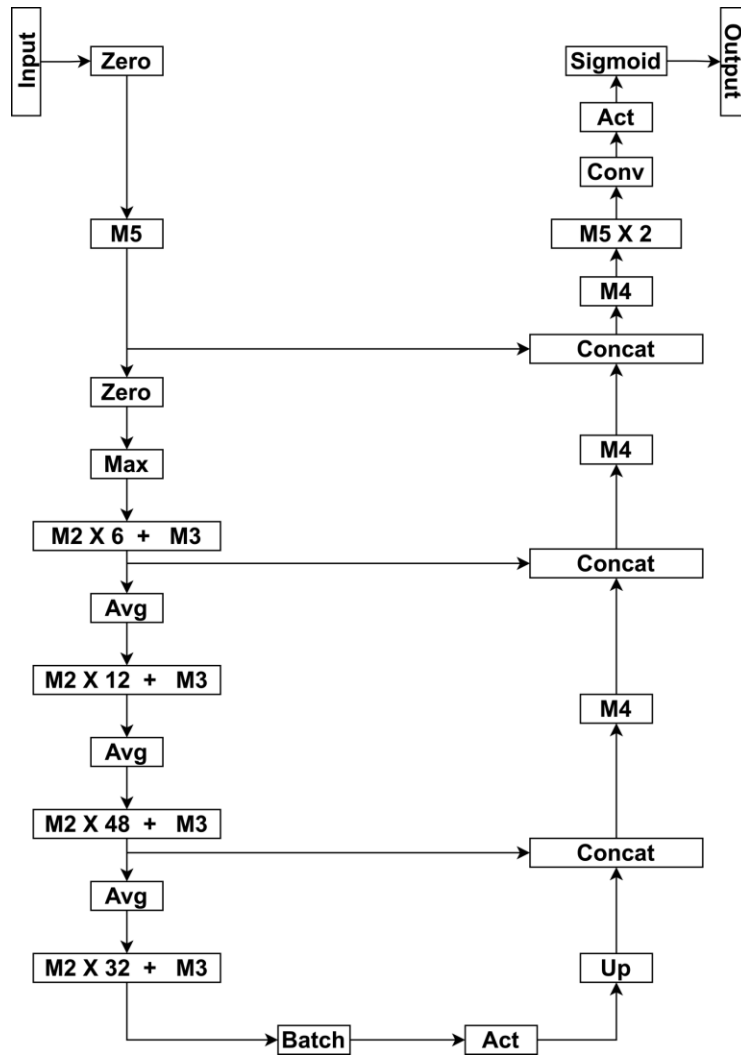 Input
Zero
M5
Zero
Max
M2 X 6 + M3
Avg
M2 X 12 + M3
Avg
M2 X 48 + M3
Avg
M2 X 32 + M3
Batch
Act
Up
Concat
M4
Concat
M4
Concat
M4
M5 X 2
Conv
Act
Sigmoid
Output